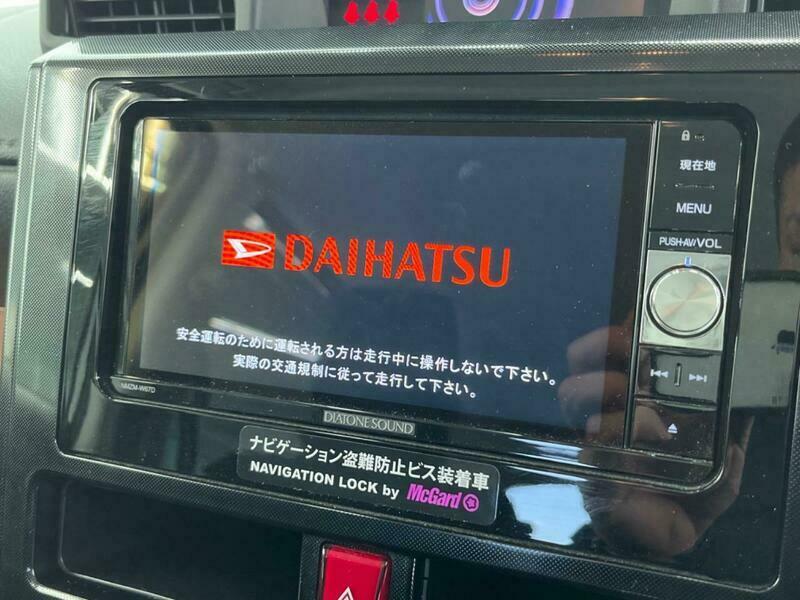 現在地
MENU
PUSH-AV/VOL
DAIHATSU
安全運転のために運転される方は走行中に操作しないで下さい。
実際の交通規制に従って走行して下さい。
NMZM-W67D
DIATONE SOUND
ナビゲーション盗難防止ビス装着車
NAVIGATION LOCK by McGard